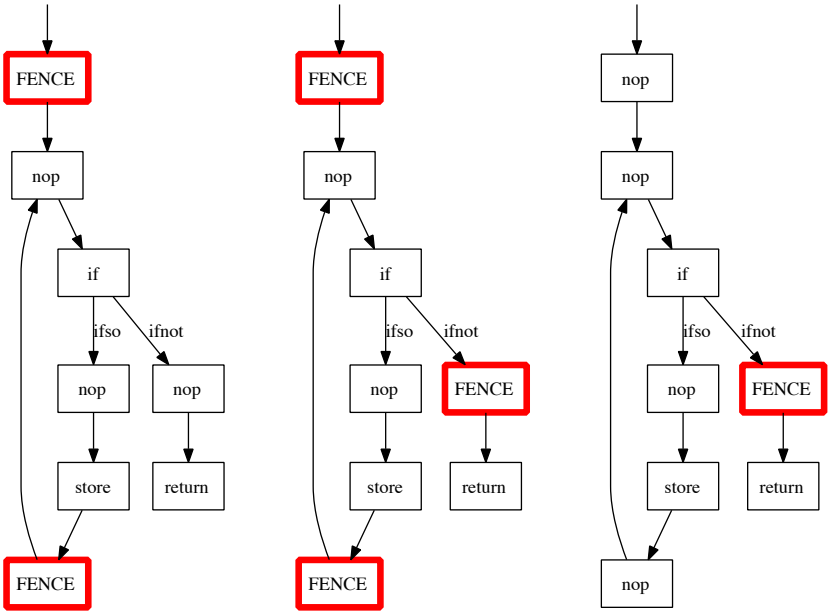 FENCE
nop
if
ifso
ifnot
nop
nop
store
return
FENCE
FENCE
nop
if
ifso
ifnot
nop
FENCE
store
return
FENCE
nop
nop
if
ifso
ifnot
nop
FENCE
store
return
nop